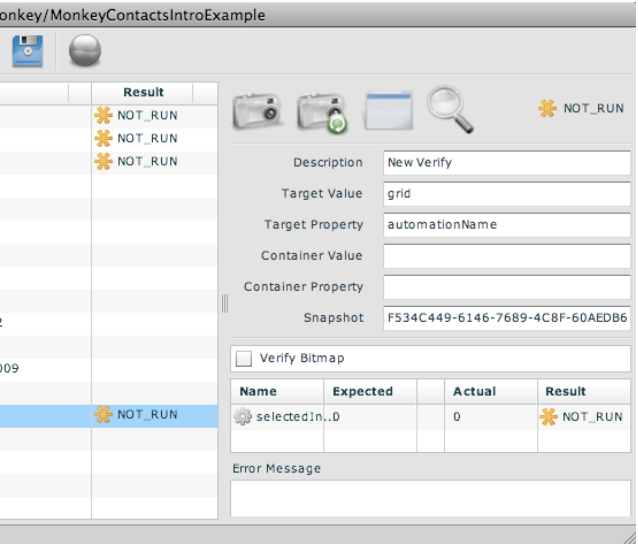 onkey/MonkeyContactsIntroExample
Result
NOT_RUN
NOT_RUN
NOT_RUN
009
NOT_RUN
NOT_RUN
Description New Verify
Target Value grid
Target Property automationName
Container Value
Container Property
Snapshot F534C449-6146-7689-4C8F-60AEDB6
Verify Bitmap
Name Expected Actual Result
selectedIn..0 0 NOT_RUN
Error Message